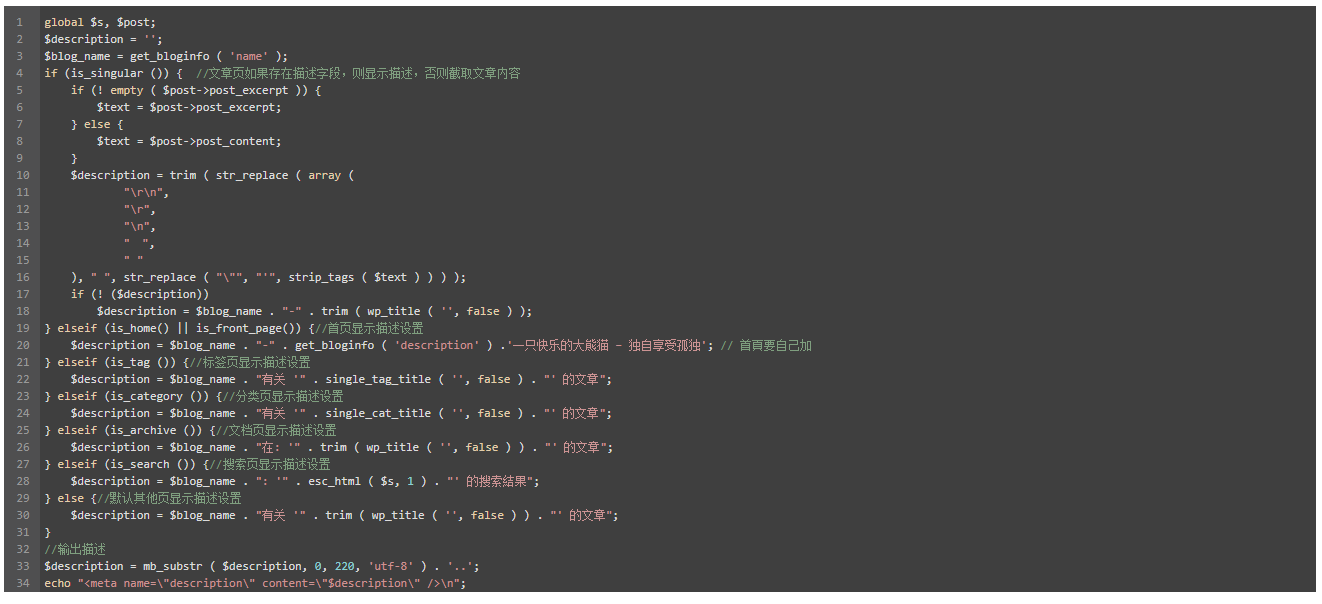 1 global $s, $post;
2 $description = '';
3 $blog_name = get_bloginfo ( 'name' );
4 if (is_singular ()) {  //文章页如果存在描述字段，则显示描述，否则截取文章内容
5     if (! empty ( $post->post_excerpt )) {
6         $text = $post->post_excerpt;
7     } else {
8         $text = $post->post_content;
9     }
10     $description = trim ( str_replace ( array (
11             "\r\n",
12             "\r",
13             "\n",
14             "  ",
15             " "
16     ), " ", str_replace ( "\"", "'", strip_tags ( $text ) ) ) );
17     if (! ($description))
18         $description = $blog_name . "-" . trim ( wp_title ( '', false ) );
19 } elseif (is_home() || is_front_page()) {//首页显示描述设置
20     $description = $blog_name . "-" . get_bloginfo ( 'description' ) .'一只快乐的大熊猫 - 独自享受孤独'; // 首頁要自己加
21 } elseif (is_tag ()) {//标签页显示描述设置
22     $description = $blog_name . "有关 '" . single_tag_title ( '', false ) . "' 的文章";
23 } elseif (is_category ()) {//分类页显示描述设置
24     $description = $blog_name . "有关 '" . single_cat_title ( '', false ) . "' 的文章";
25 } elseif (is_archive ()) {//文档页显示描述设置
26     $description = $blog_name . "在: '" . trim ( wp_title ( '', false ) ) . "' 的文章";
27 } elseif (is_search ()) {//搜索页显示描述设置
28     $description = $blog_name . ": '" . esc_html ( $s, 1 ) . "' 的搜索結果";
29 } else {//默认其他页显示描述设置
30     $description = $blog_name . "有关 '" . trim ( wp_title ( '', false ) ) . "' 的文章";
31 }
32 //输出描述
33 $description = mb_substr ( $description, 0, 220, 'utf-8' ) . '..';
34 echo "<meta name=\"description\" content=\"$description\" />\n";